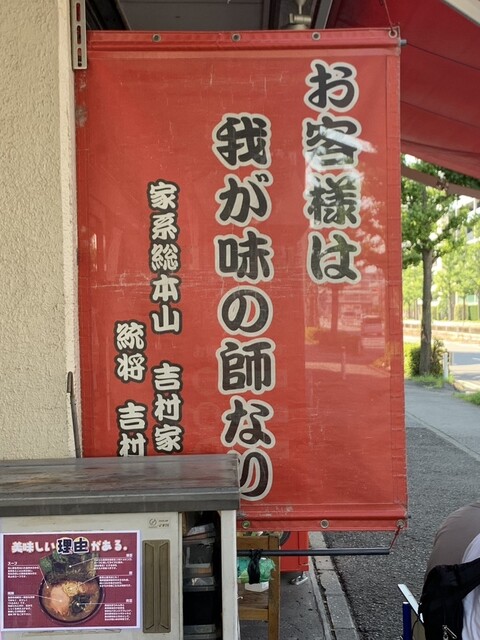 お客様は
我が味の師なり
家系総本山 吉村家
統将 吉村
美味しい理由がある。